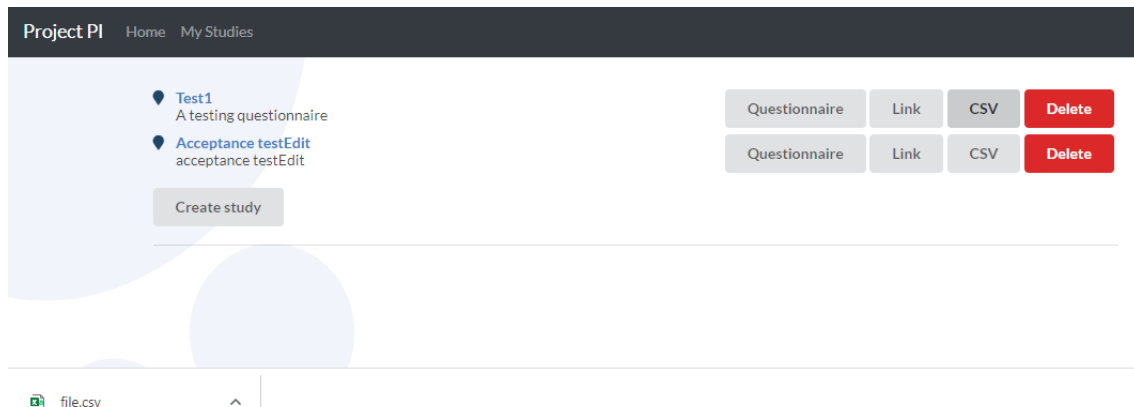 Project PI Home My Studies
Test1 Questionnaire Link CSV Delete
A testing questionnaire
Acceptance testEdit Questionnaire Link CSV Delete
acceptance testEdit
Create study
file.csv